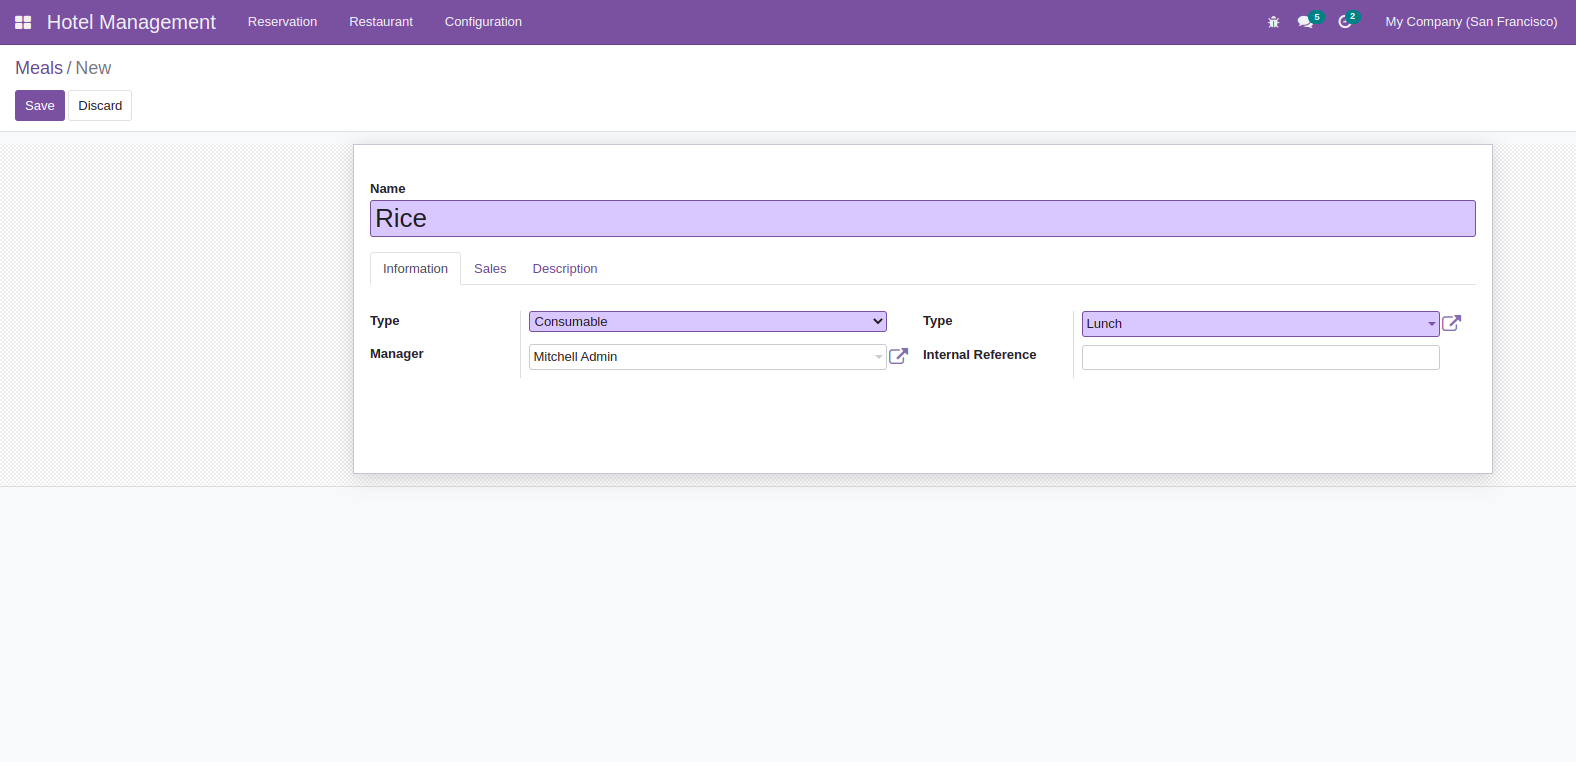 Hotel Management Reservation Restaurant Configuration 5 2 My Company (San Francisco)
Meals / New
Save Discard
Name
Rice
Information Sales Description
Type Consumable Type Lunch
Manager Mitchell Admin Internal Reference